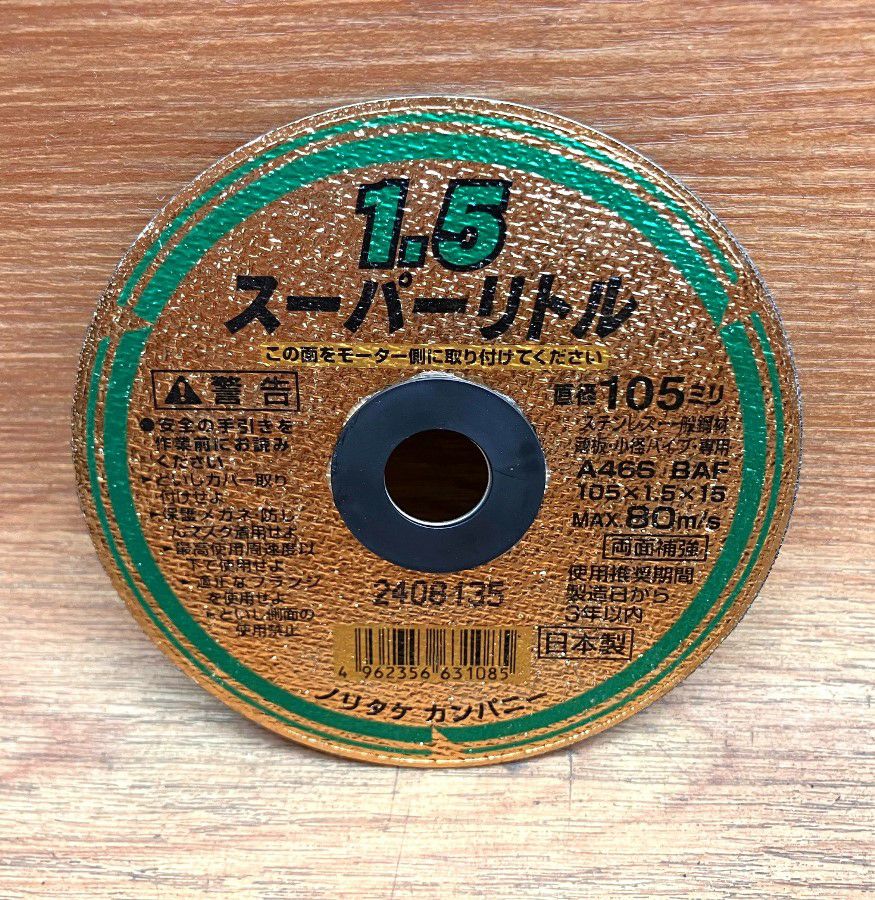 1.5
スーパーリトル
この面をモーター側に取り付けてください
警告
●安全の手引きを
作業前にお読み
ください
▶といしカバー取り
付けせよ
▶保護メガネ・防じ
んマスク着用せよ
▶最高使用周速度以
下で使用せよ
▶適正なフランジ
を使用せよ
▶といし側面の
使用禁止
直径105ミリ
ステンレス・一般鋼材
薄板・小径パイプ・専用
A46S BAF
105×1.5×15
MAX.80m/s
両面補強
使用推奨期間
製造日から
3年以内
日本製
2408135
4 962356 631085
ノリタケ カンパニー